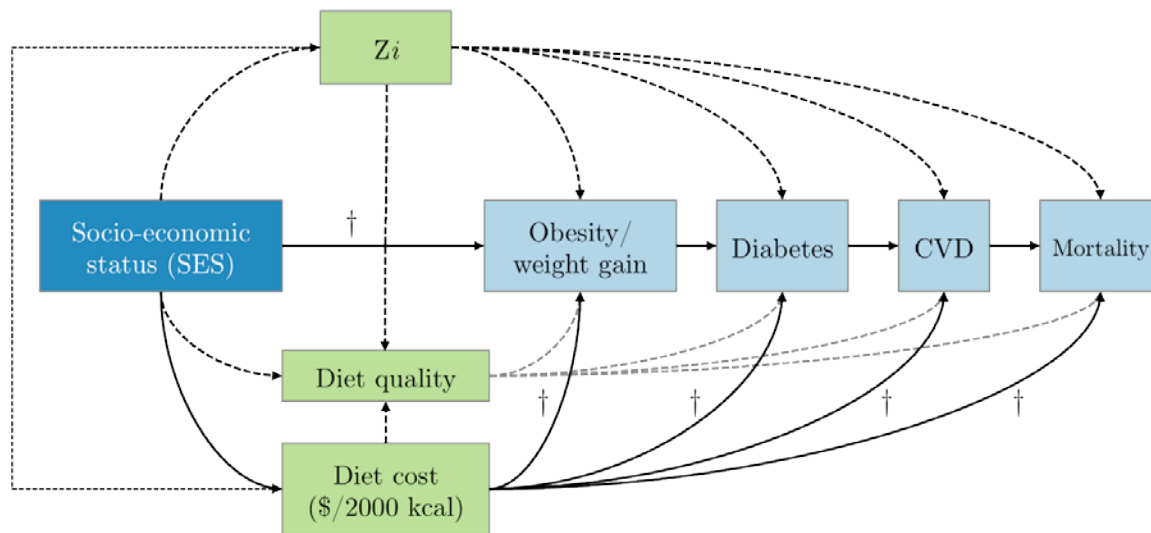 Zi
†
Socio-economic
status (SES)
Obesity/
weight gain
Diabetes
CVD
Mortality
Diet quality
†
†
†
†
Diet cost
($/2000 kcal)